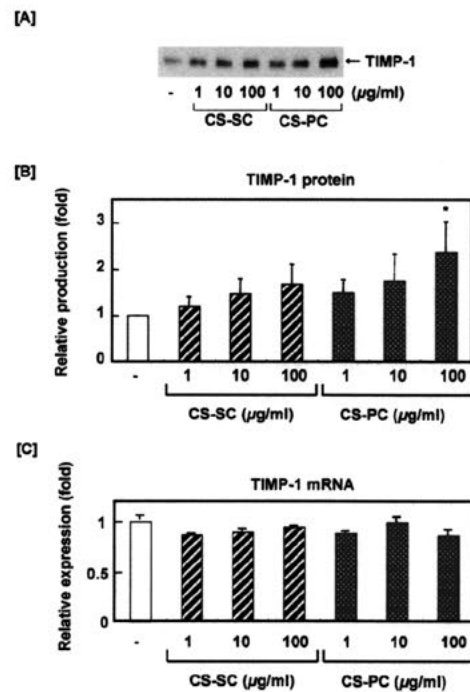 [A]
← TIMP-1
- 1 10 100 1 10 100 (µg/ml)
CS-SC CS-PC
[B]
TIMP-1 protein
Relative production (fold)
3
2
1
0
*
- 1 10 100 1 10 100
CS-SC (µg/ml) CS-PC (µg/ml)
[C]
TIMP-1 mRNA
Relative expression (fold)
1
0.5
0
- 1 10 100 1 10 100
CS-SC (µg/ml) CS-PC (µg/ml)